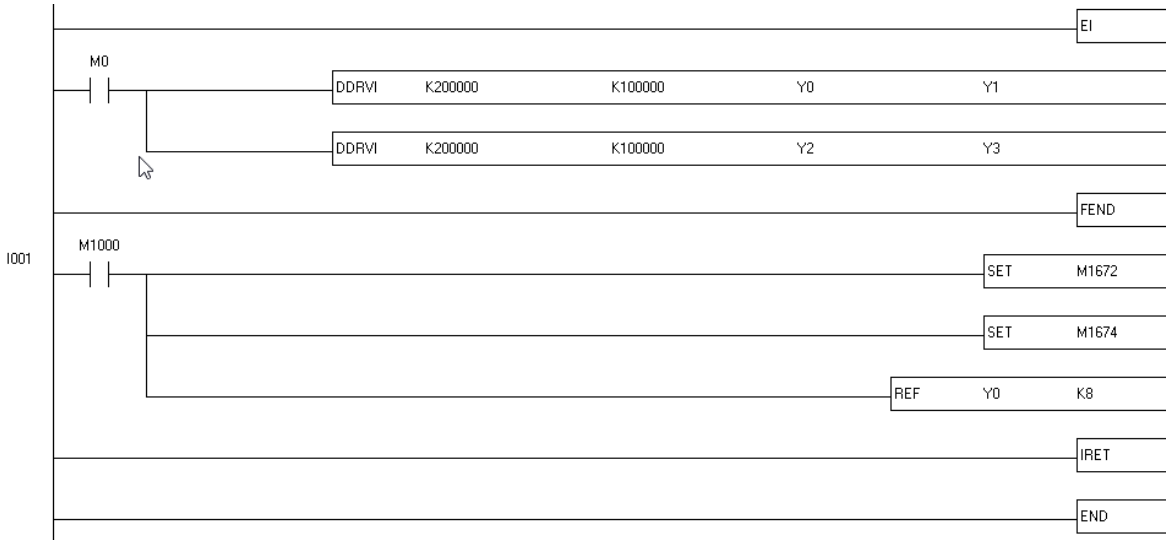 EI
M0
DDRVI K200000 K100000 Y0 Y1
DDRVI K200000 K100000 Y2 Y3
FEND
M1000
I001 SET M1672
SET M1674
REF Y0 K8
IRET
END